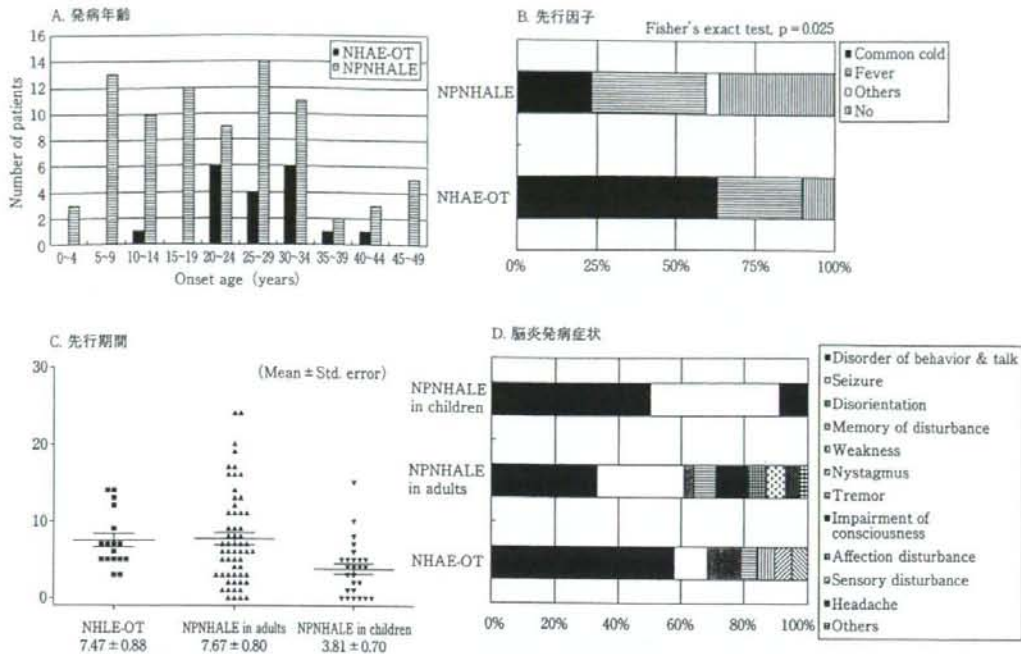 A. 発病年齢
16
14
12
10
8
6
4
2
0
Number of patients
NHAE-OT
NPNHALE
0~4 5~9 10~14 15~19 20~24 25~29 30~34 35~39 40~44 45~49
Onset age (years)
B. 先行因子
Fisher's exact test, p=0.025
NPNHALE
NHAE-OT
0% 25% 50% 75% 100%
Common cold
Fever
Others
No
C. 先行期間
(Mean ± Std. error)
30
20
10
0
NHLE-OT NPNHALE in adults NPNHALE in children
7.47±0.88 7.67±0.80 3.81±0.70
D. 脳炎発病症状
NPNHALE
in children
NPNHALE
in adults
NHAE-OT
0% 20% 40% 60% 80% 100%
Disorder of behavior & talk
Seizure
Disorientation
Memory of disturbance
Weakness
Nystagmus
Tremor
Impairment of
consciousness
Affection disturbance
Sensory disturbance
Headache
Others